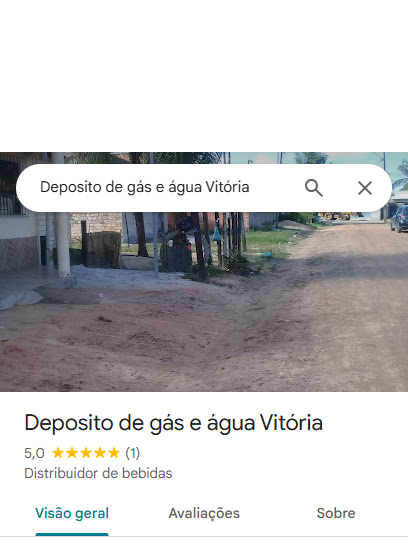 Deposito de gás e água Vitória
Deposito de gás e água Vitória
5,0 ★★★★★ (1)
Distribuidor de bebidas
Visão geral Avaliações Sobre